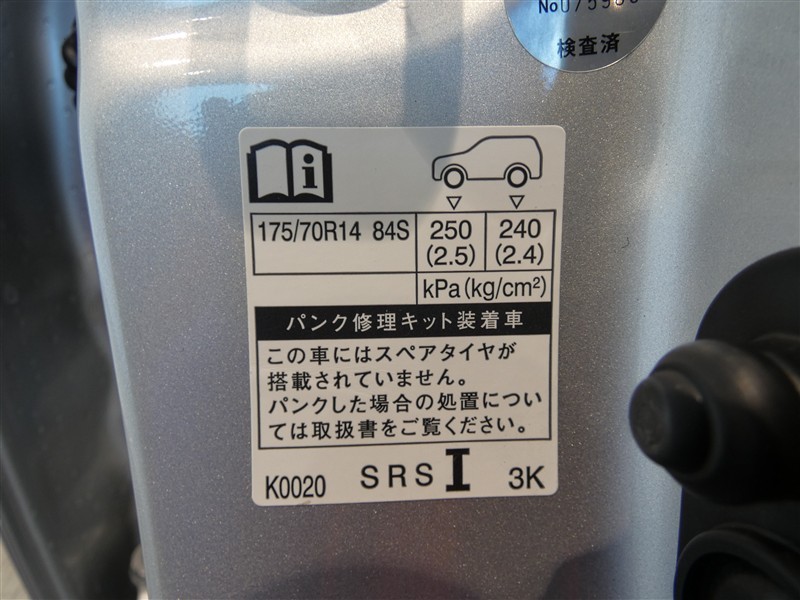 検査済
175/70R14 84S 250 240
(2.5) (2.4)
kPa(kg/cm²)
パンク修理キット装着車
この車にはスペアタイヤが
搭載されていません。
パンクした場合の処置につい
ては取扱書をご覧ください。
K0020 SRS I 3K